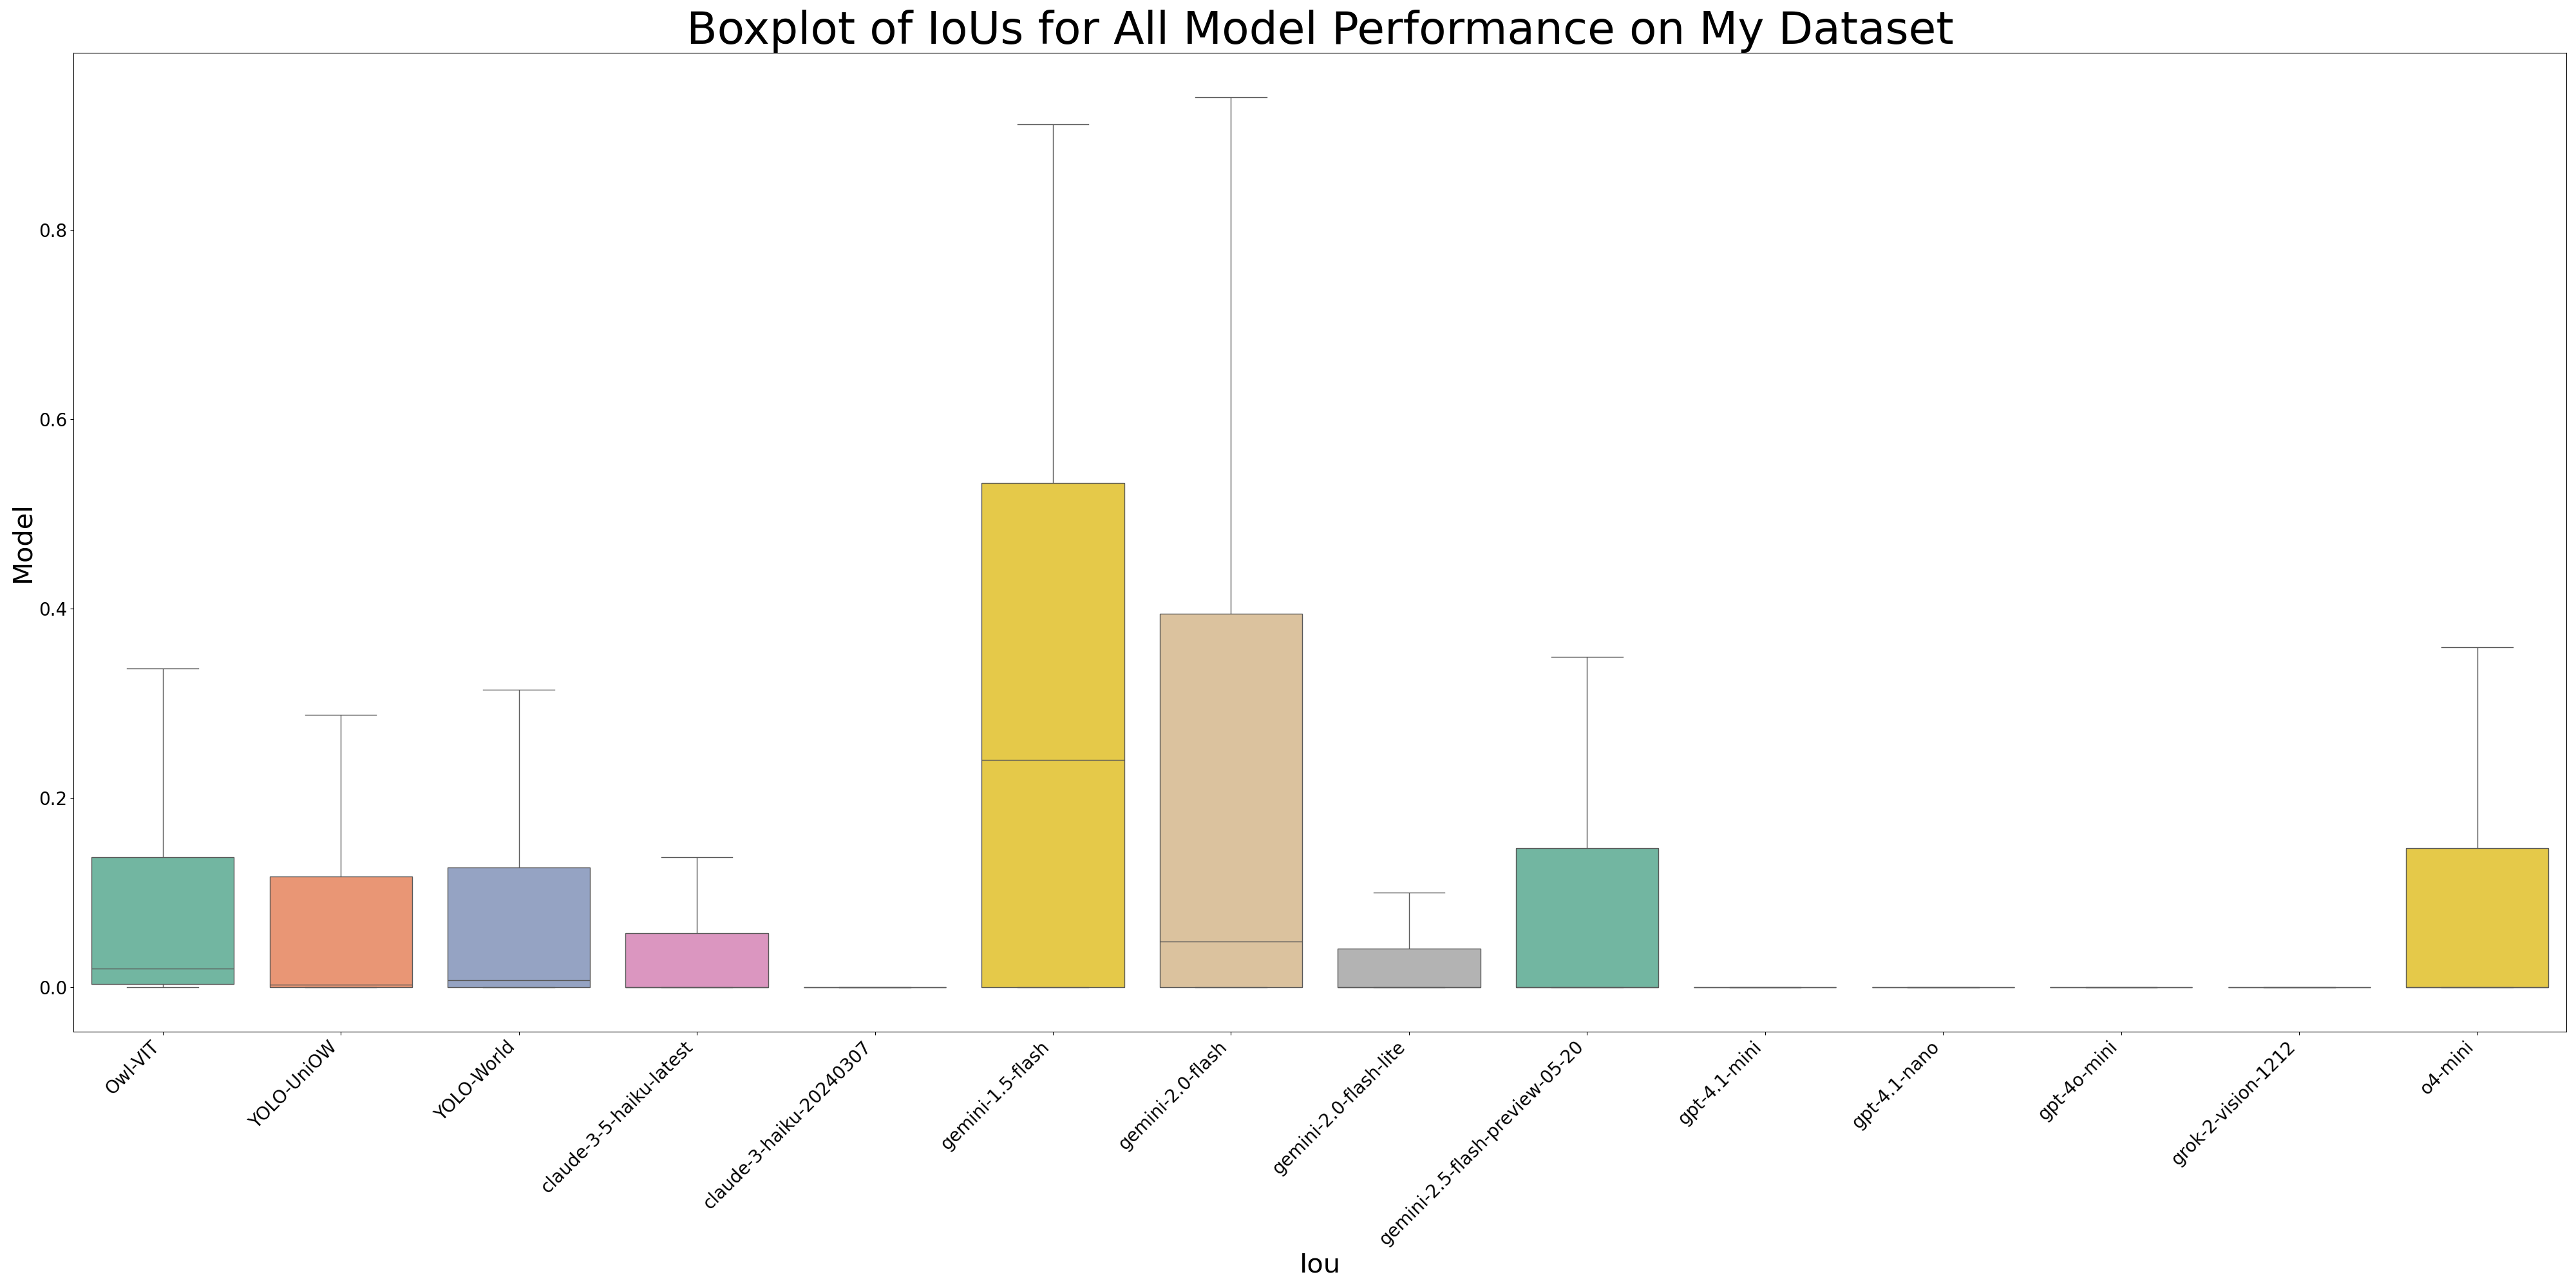 Boxplot of IoUs for All Model Performance on My Dataset
Model
0.8
0.6
0.4
0.2
0.0
Owl-VIT
YOLO-UniOW
YOLO-World
claude-3-5-haiku-latest
claude-3-haiku-20240307
gemini-1.5-flash
gemini-2.0-flash
gemini-2.0-flash-lite
gemini-2.5-flash-preview-05-20
gpt-4.1-mini
gpt-4.1-nano
gpt-4o-mini
grok-2-vision-1212
o4-mini
Iou